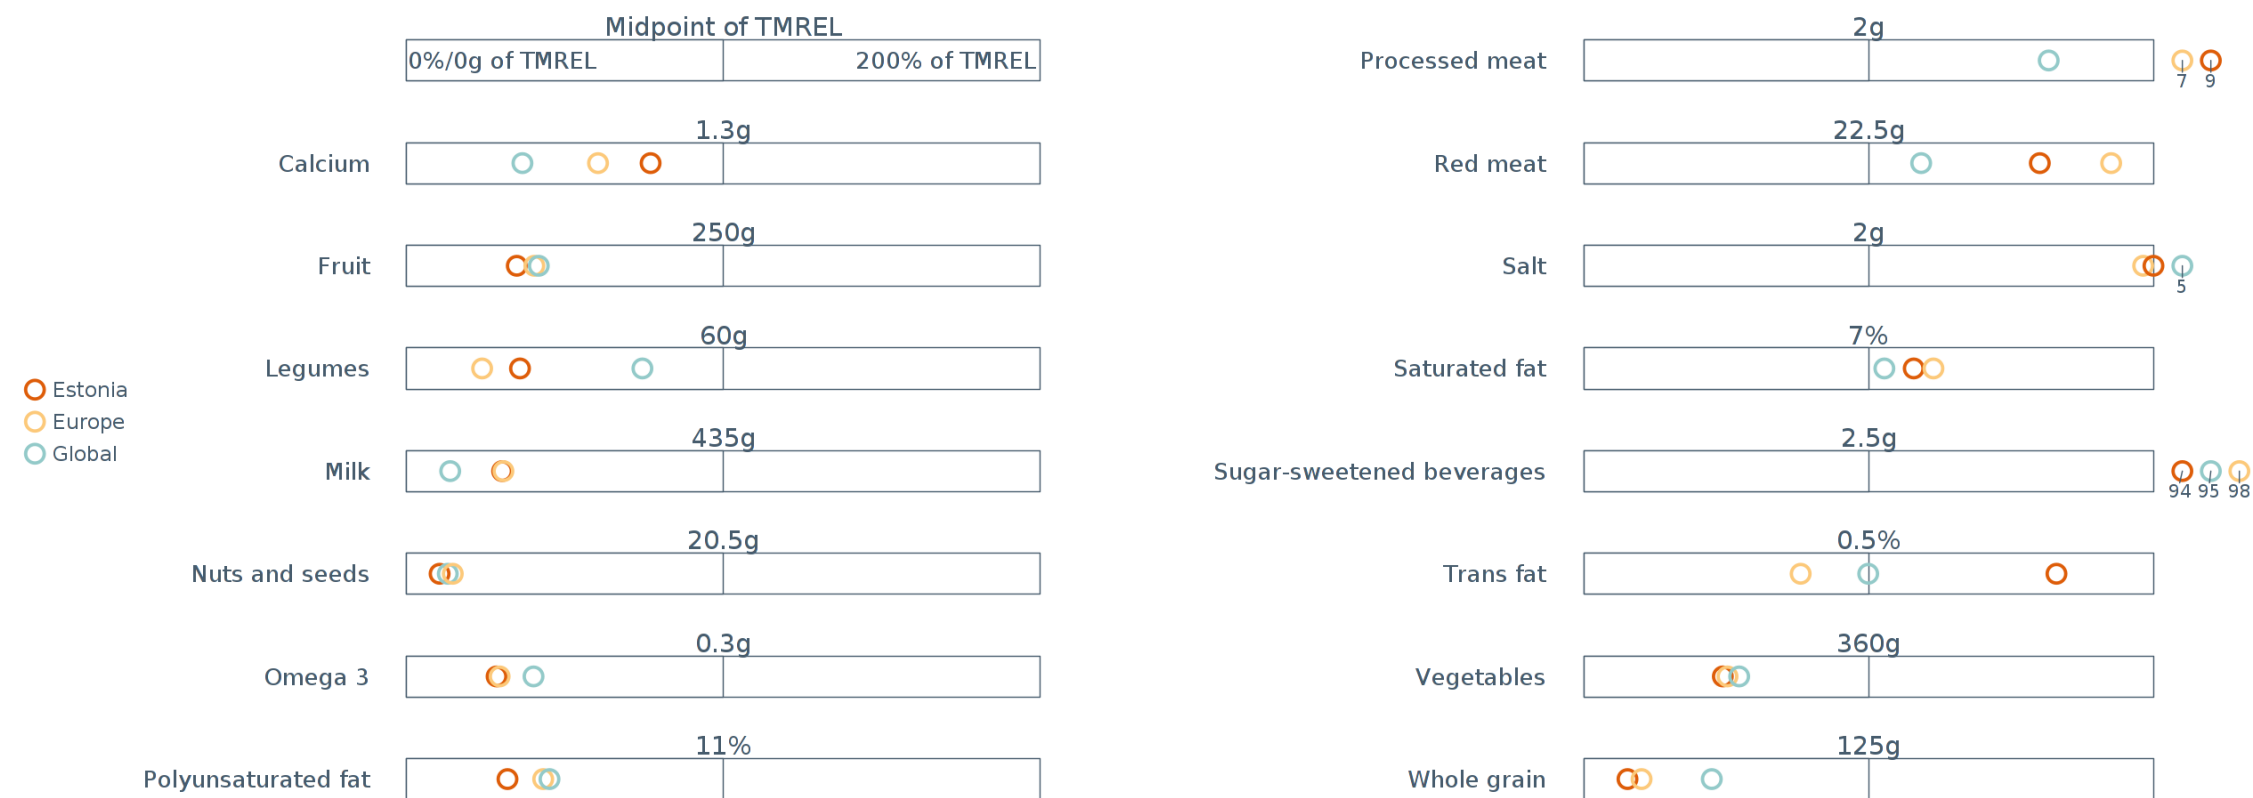 Midpoint of TMREL
0%/0g of TMREL
200% of TMREL
1.3g
Calcium
250g
Fruit
60g
Legumes
435g
Milk
20.5g
Nuts and seeds
0.3g
Omega 3
11%
Polyunsaturated fat
Estonia
Europe
Global
2g
Processed meat
7 9
22.5g
Red meat
2g
Salt
5
7%
Saturated fat
2.5g
Sugar-sweetened beverages
94 95 98
0.5%
Trans fat
360g
Vegetables
125g
Whole grain